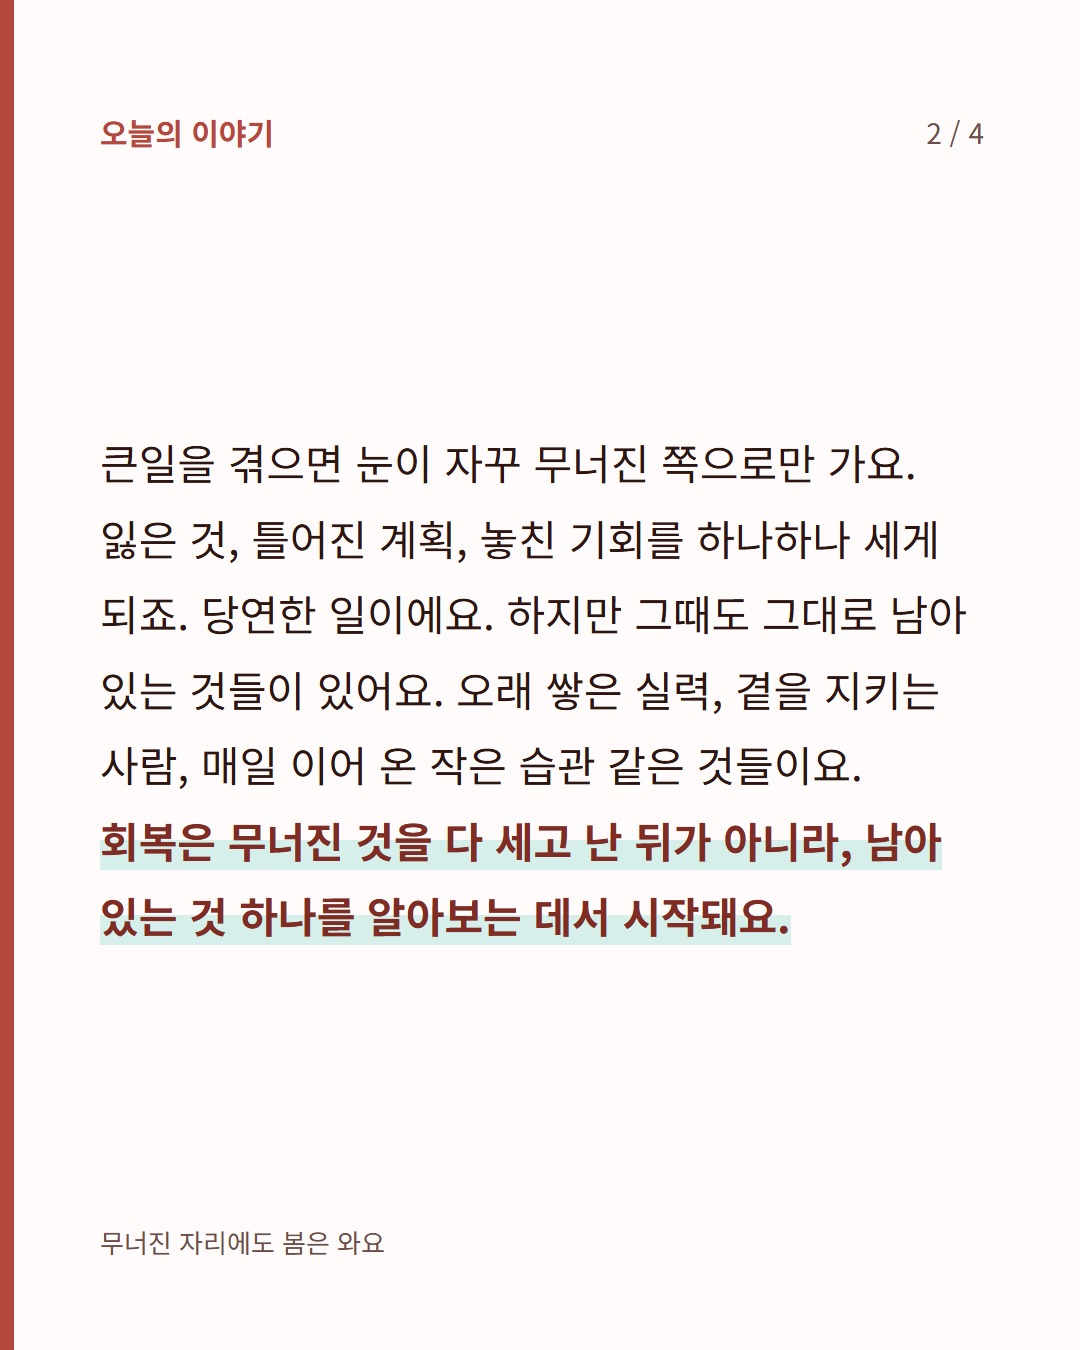 오늘의 이야기
2 / 4
큰일을 겪으면 눈이 자꾸 무너진 쪽으로만 가요.
잃은 것, 틀어진 계획, 놓친 기회를 하나하나 세게
되죠. 당연한 일이에요. 하지만 그때도 그대로 남아
있는 것들이 있어요. 오래 쌓은 실력, 곁을 지키는
사람, 매일 이어 온 작은 습관 같은 것들이요.
회복은 무너진 것을 다 세고 난 뒤가 아니라, 남아
있는 것 하나를 알아보는 데서 시작돼요.
무너진 자리에도 봄은 와요